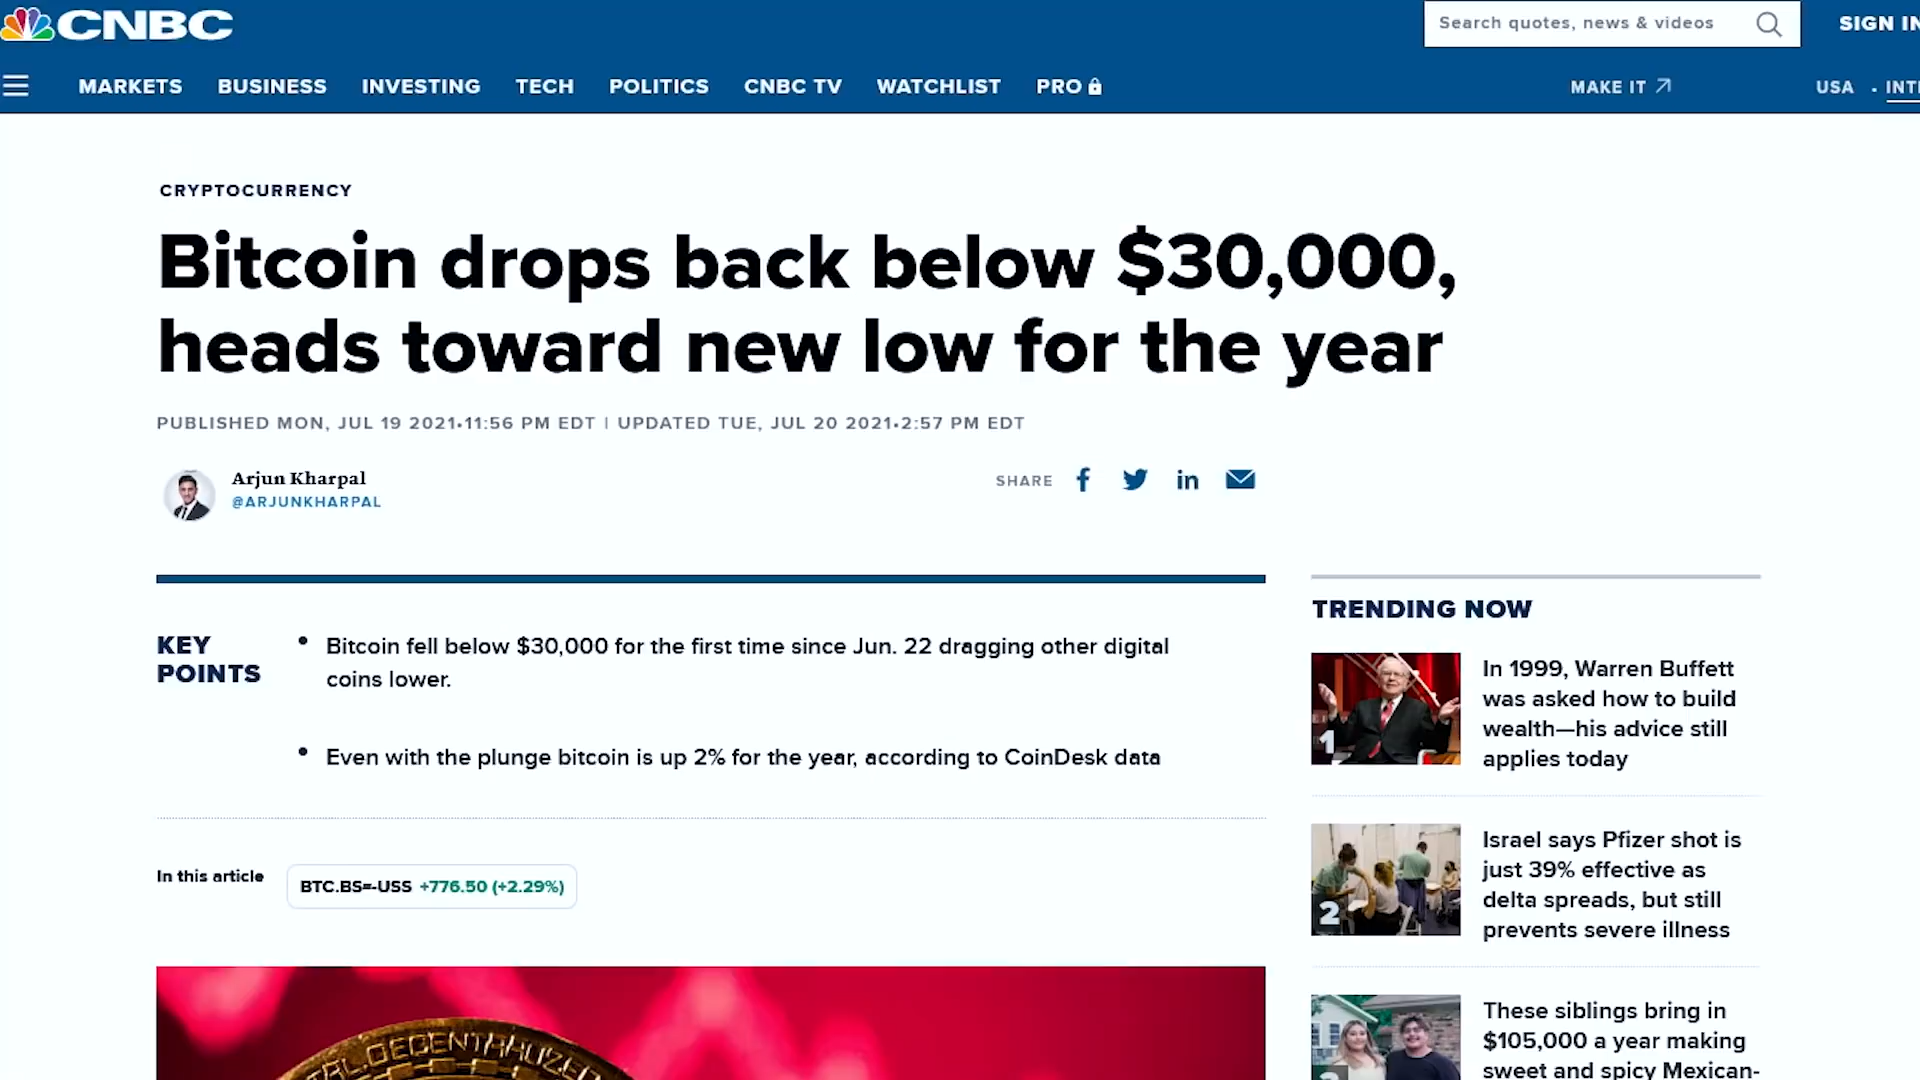 CNBC
Search quotes, news & videos
SIGN IN
MARKETS BUSINESS INVESTING TECH POLITICS CNBC TV WATCHLIST PRO
MAKE IT
USA • INT
CRYPTOCURRENCY
Bitcoin drops back below $30,000,
heads toward new low for the year
PUBLISHED MON, JUL 19 2021•11:56 PM EDT | UPDATED TUE, JUL 20 2021•2:57 PM EDT
Arjun Kharpal
@ARJUNKHARPAL
SHARE
KEY
POINTS
• Bitcoin fell below $30,000 for the first time since Jun. 22 dragging other digital
coins lower.
• Even with the plunge bitcoin is up 2% for the year, according to CoinDesk data
In this article
BTC.BS=-USS +776.50 (+2.29%)
DECENTRALIZED
TRENDING NOW
1
In 1999, Warren Buffett
was asked how to build
wealth—his advice still
applies today
2
Israel says Pfizer shot is
just 39% effective as
delta spreads, but still
prevents severe illness
These siblings bring in
$105,000 a year making
sweet and spicy Mexican-